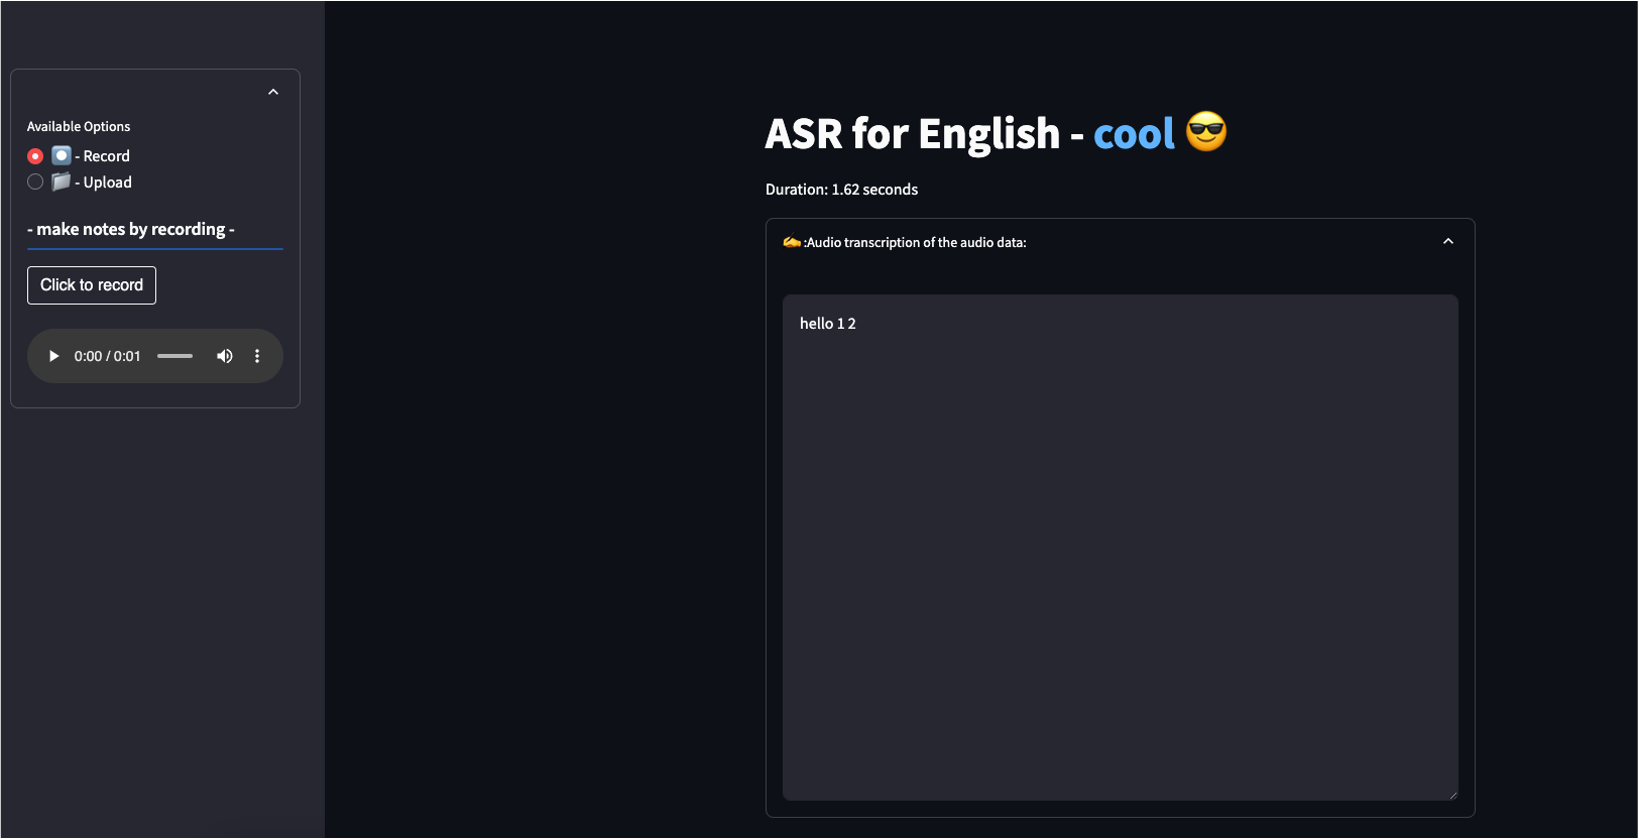 Available Options
- Record
- Upload
- make notes by recording -
Click to record
0:00 / 0:01
ASR for English - cool 😎
Duration: 1.62 seconds
✍️ :Audio transcription of the audio data:
hello 1 2